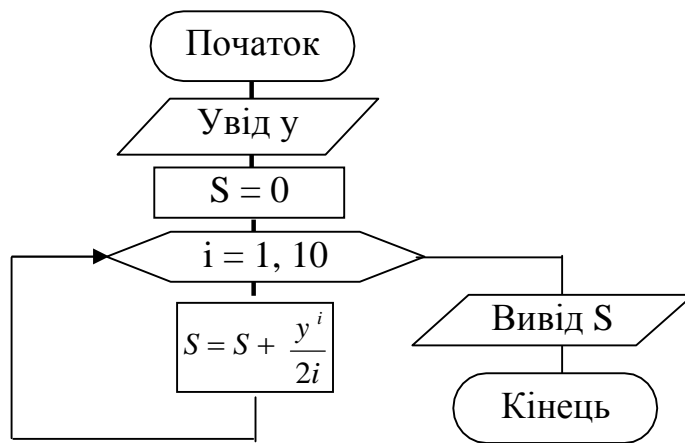 Початок
Увід y
S = 0
i = 1, 10
S = S + y^i / 2i
Вивід S
Кінець